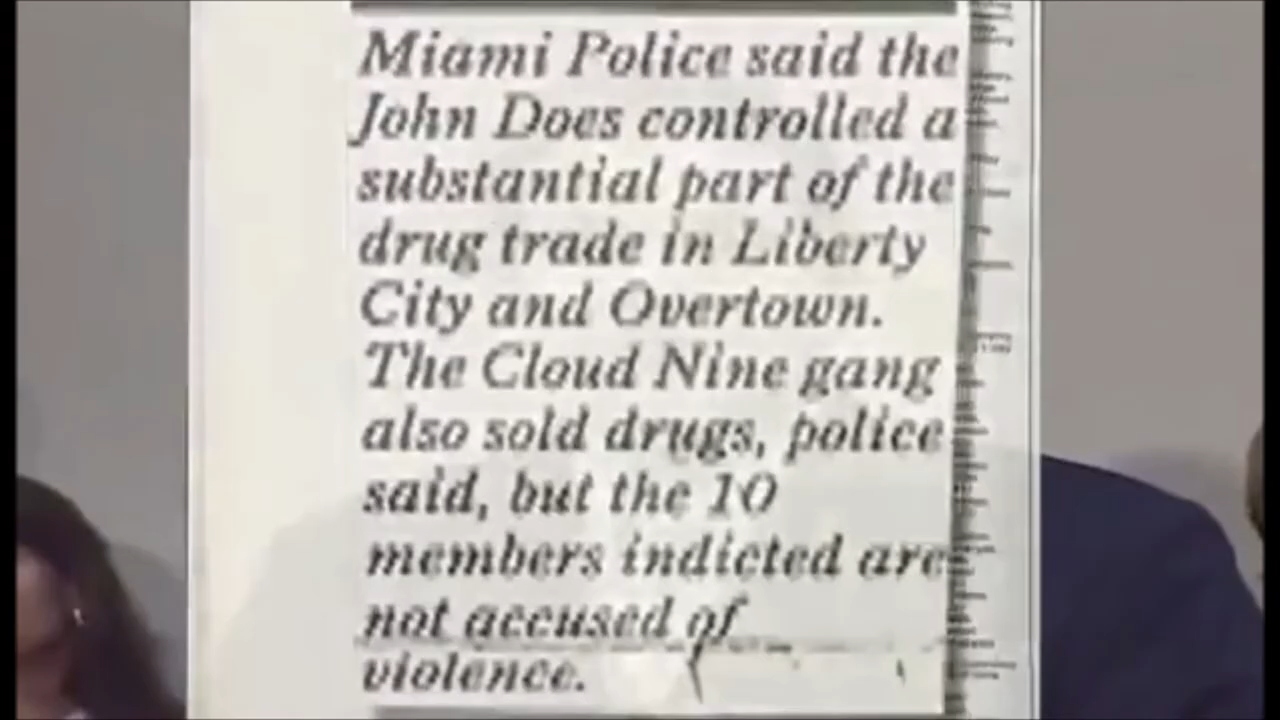 Miami Police said the
John Does controlled a
substantial part of the
drug trade in Liberty
City and Overtown.
The Cloud Nine gang
also sold drugs, police
said, but the 10
members indicted are
not accused of
violence.